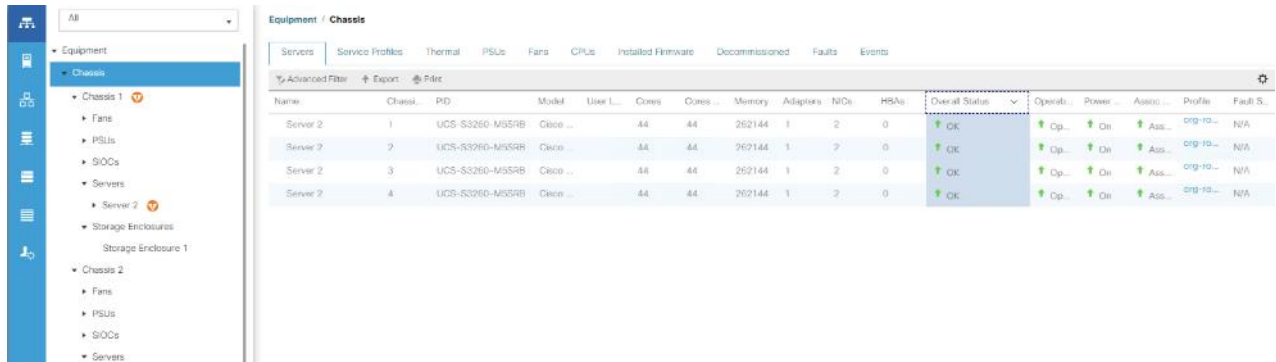 All
Equipment
Chassis
Chassis 1
Fans
PSUs
SIOCs
Servers
Server 2
Storage Enclosures
Storage Enclosure 1
Chassis 2
Fans
PSUs
SIOCs
Servers
Equipment / Chassis
Servers Service Profiles Thermal PSUs Fans CPUs Installed Firmware Decommissioned Faults Events
Advanced Filter Export Print
Name Chassi... PID Model User L... Cores Cores ... Memory Adapters NICs HBAs Overall Status Operab... Power ... Assoc... Profile Fault S...
Server 2 1 UCS-S3260-M5SRB Cisco ... 44 44 262144 1 2 0 OK Op... On Ass... org-ro... N/A
Server 2 2 UCS-S3260-M5SRB Cisco ... 44 44 262144 1 2 0 OK Op... On Ass... org-ro... N/A
Server 2 3 UCS-S3260-M5SRB Cisco ... 44 44 262144 1 2 0 OK Op... On Ass... org-ro... N/A
Server 2 4 UCS-S3260-M5SRB Cisco ... 44 44 262144 1 2 0 OK Op... On Ass... org-ro... N/A